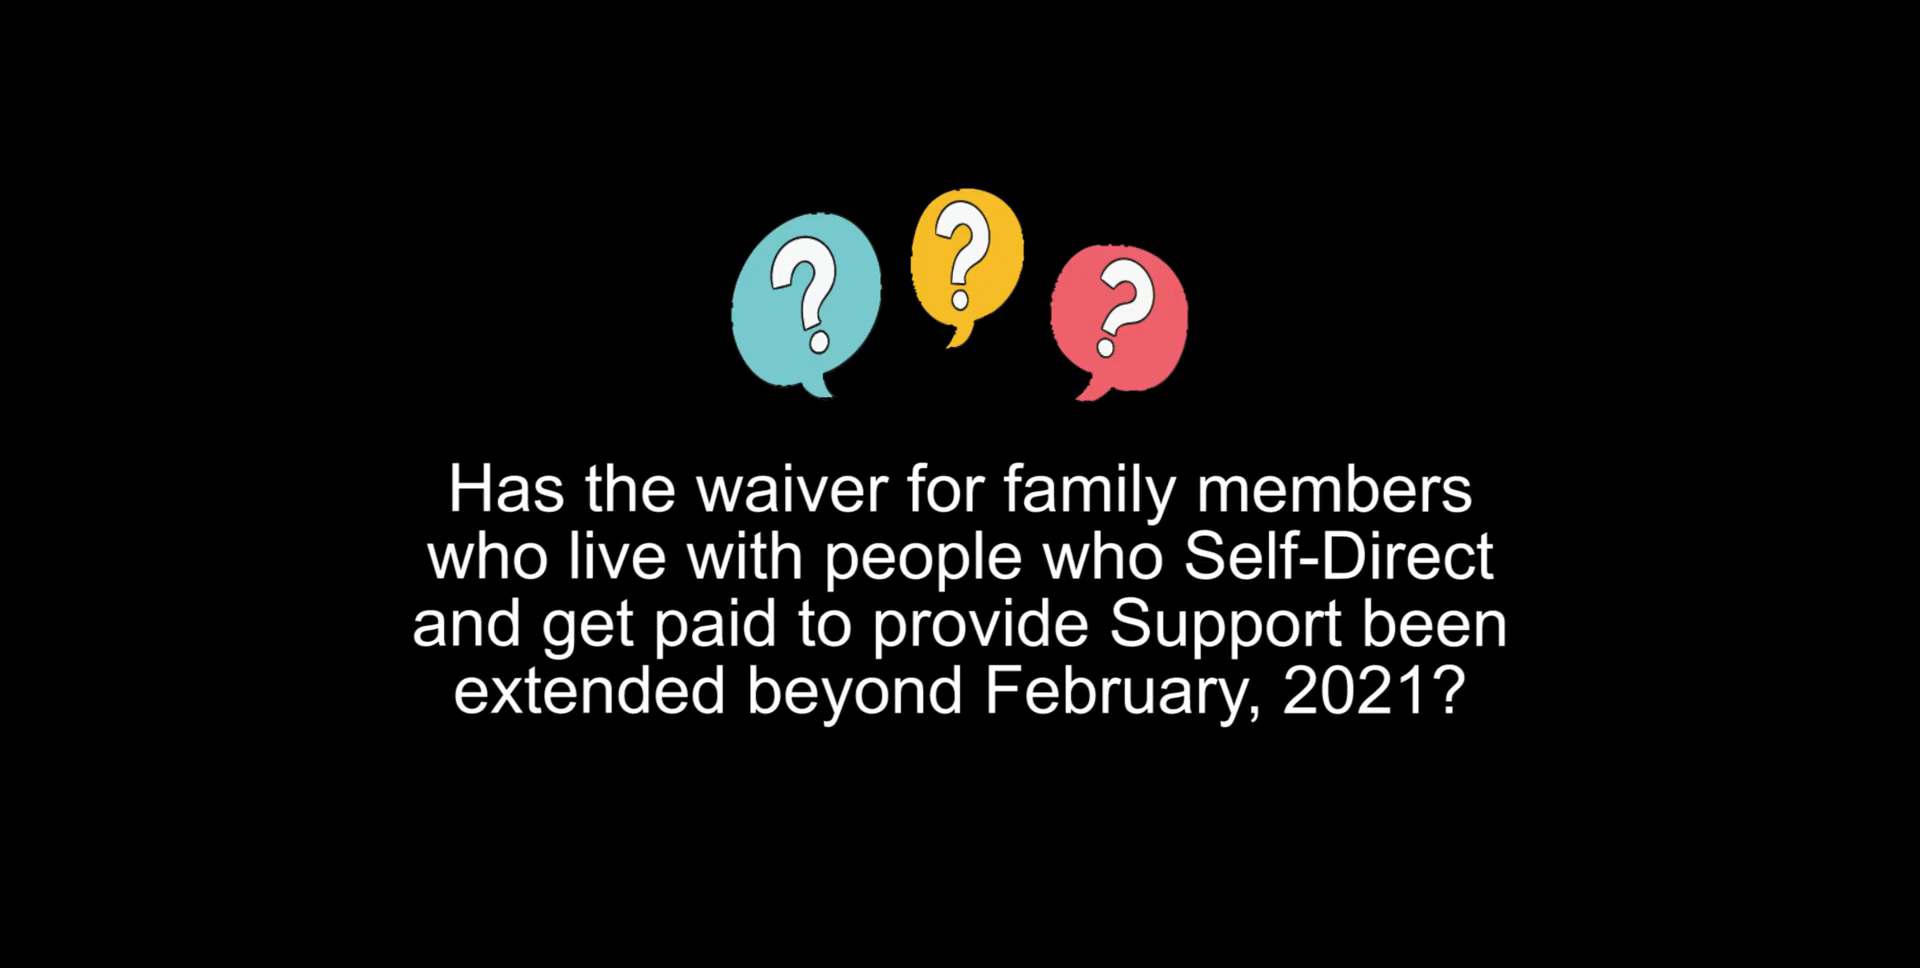 ? ? ?
Has the waiver for family members
who live with people who Self-Direct
and get paid to provide Support been
extended beyond February, 2021?